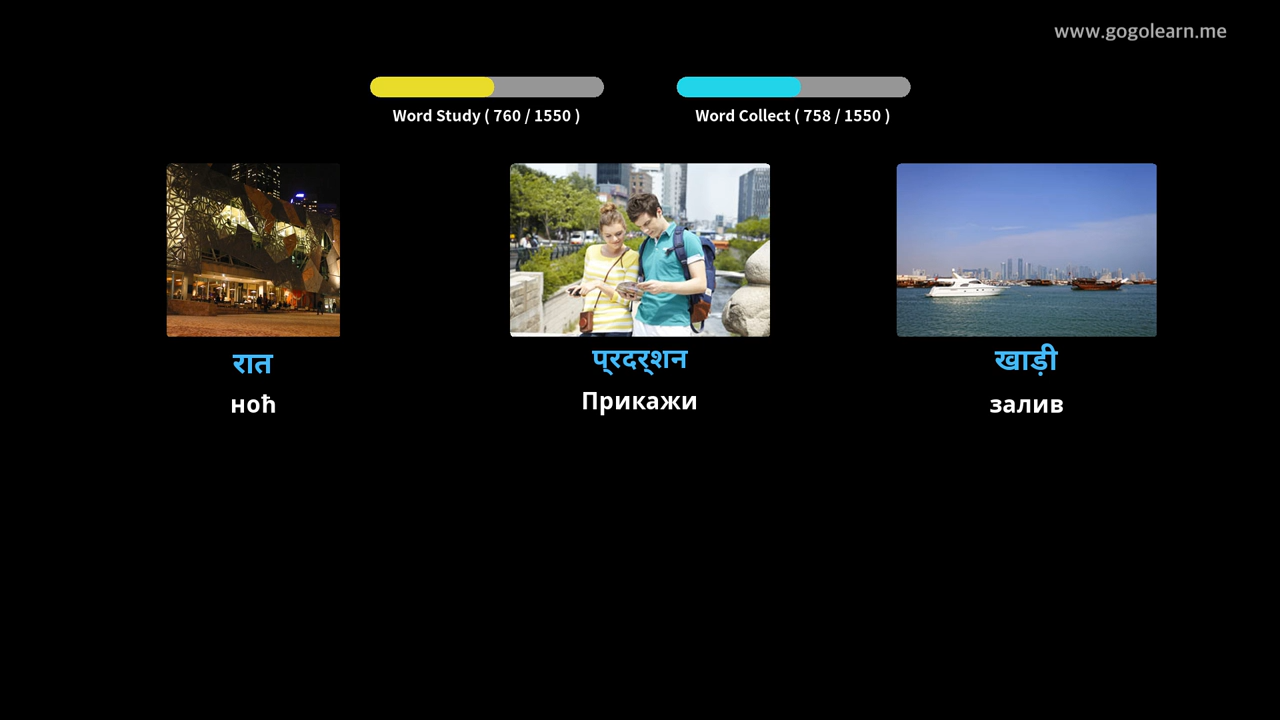 www.gogolearn.me
Word Study ( 760 / 1550 )
Word Collect ( 758 / 1550 )
रात
प्रदर्शन
खाड़ी
ноћ
Прикажи
залив